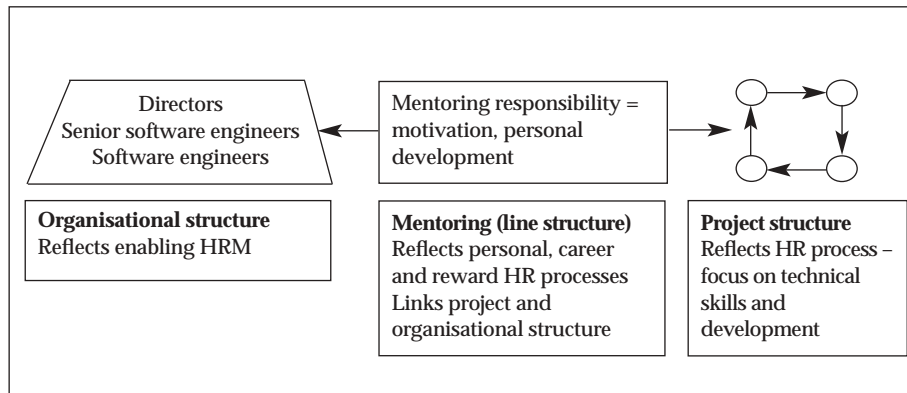 Directors
Senior software engineers
Software engineers
Mentoring responsibility =
motivation, personal
development
Organisational structure
Reflects enabling HRM
Mentoring (line structure)
Reflects personal, career
and reward HR processes
Links project and
organisational structure
Project structure
Reflects HR process –
focus on technical
skills and
development